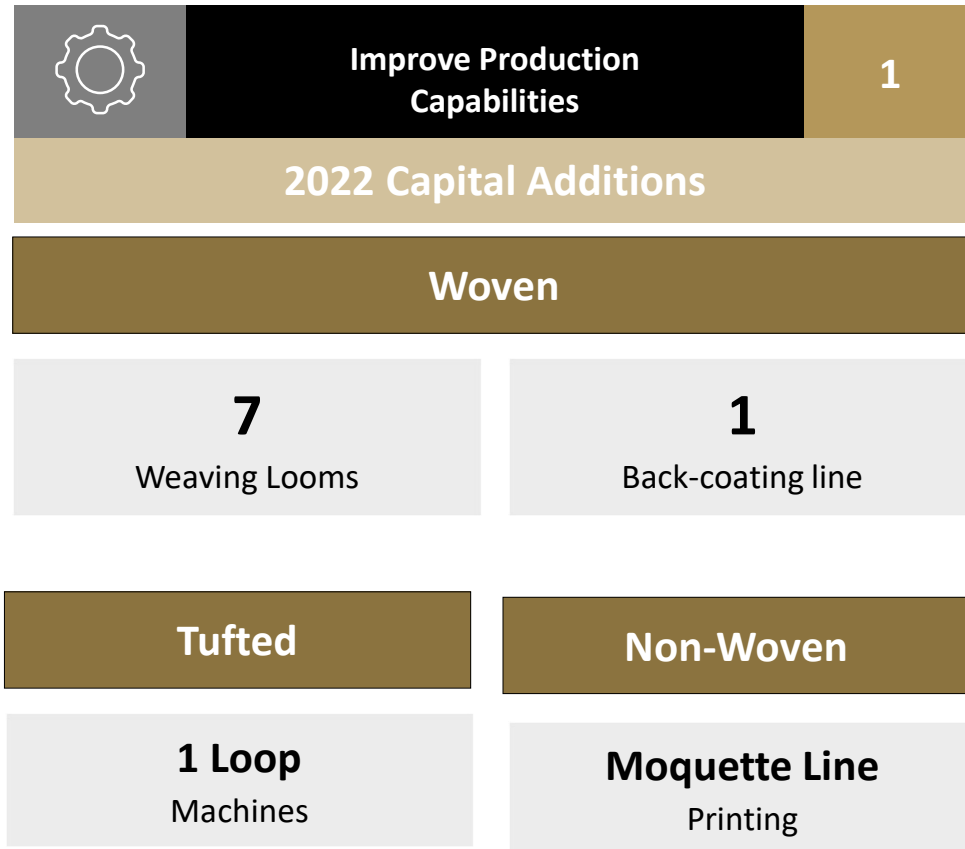 Improve Production
Capabilities
1
2022 Capital Additions
Woven
7
Weaving Looms
1
Back-coating line
Tufted
1 Loop
Machines
Non-Woven
Moquette Line
Printing